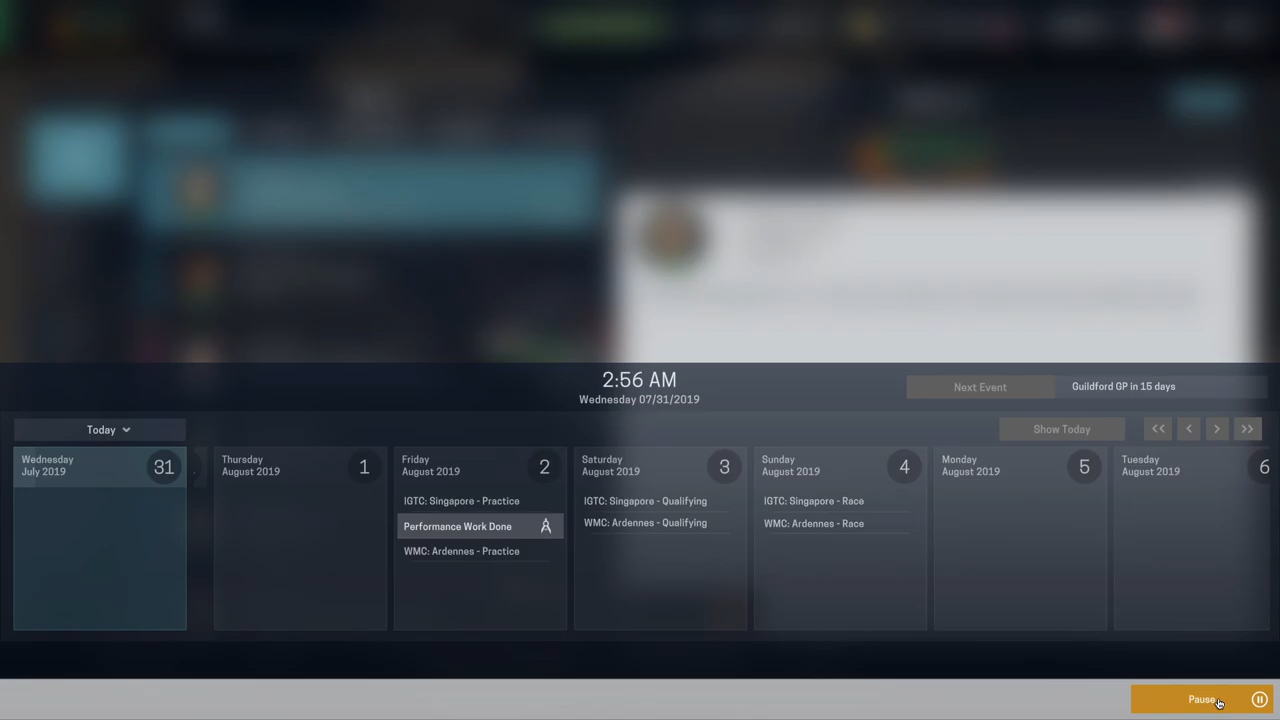 2:56 AM
Wednesday 07/31/2019
Next Event
Guildford GP in 15 days
Today
Show Today
Wednesday
July 2019
31
Thursday
August 2019
1
Friday
August 2019
2
IGTC: Singapore - Practice
Performance Work Done
WMC: Ardennes - Practice
Saturday
August 2019
3
IGTC: Singapore - Qualifying
WMC: Ardennes - Qualifying
Sunday
August 2019
4
IGTC: Singapore - Race
WMC: Ardennes - Race
Monday
August 2019
5
Tuesday
August 2019
6
Pause